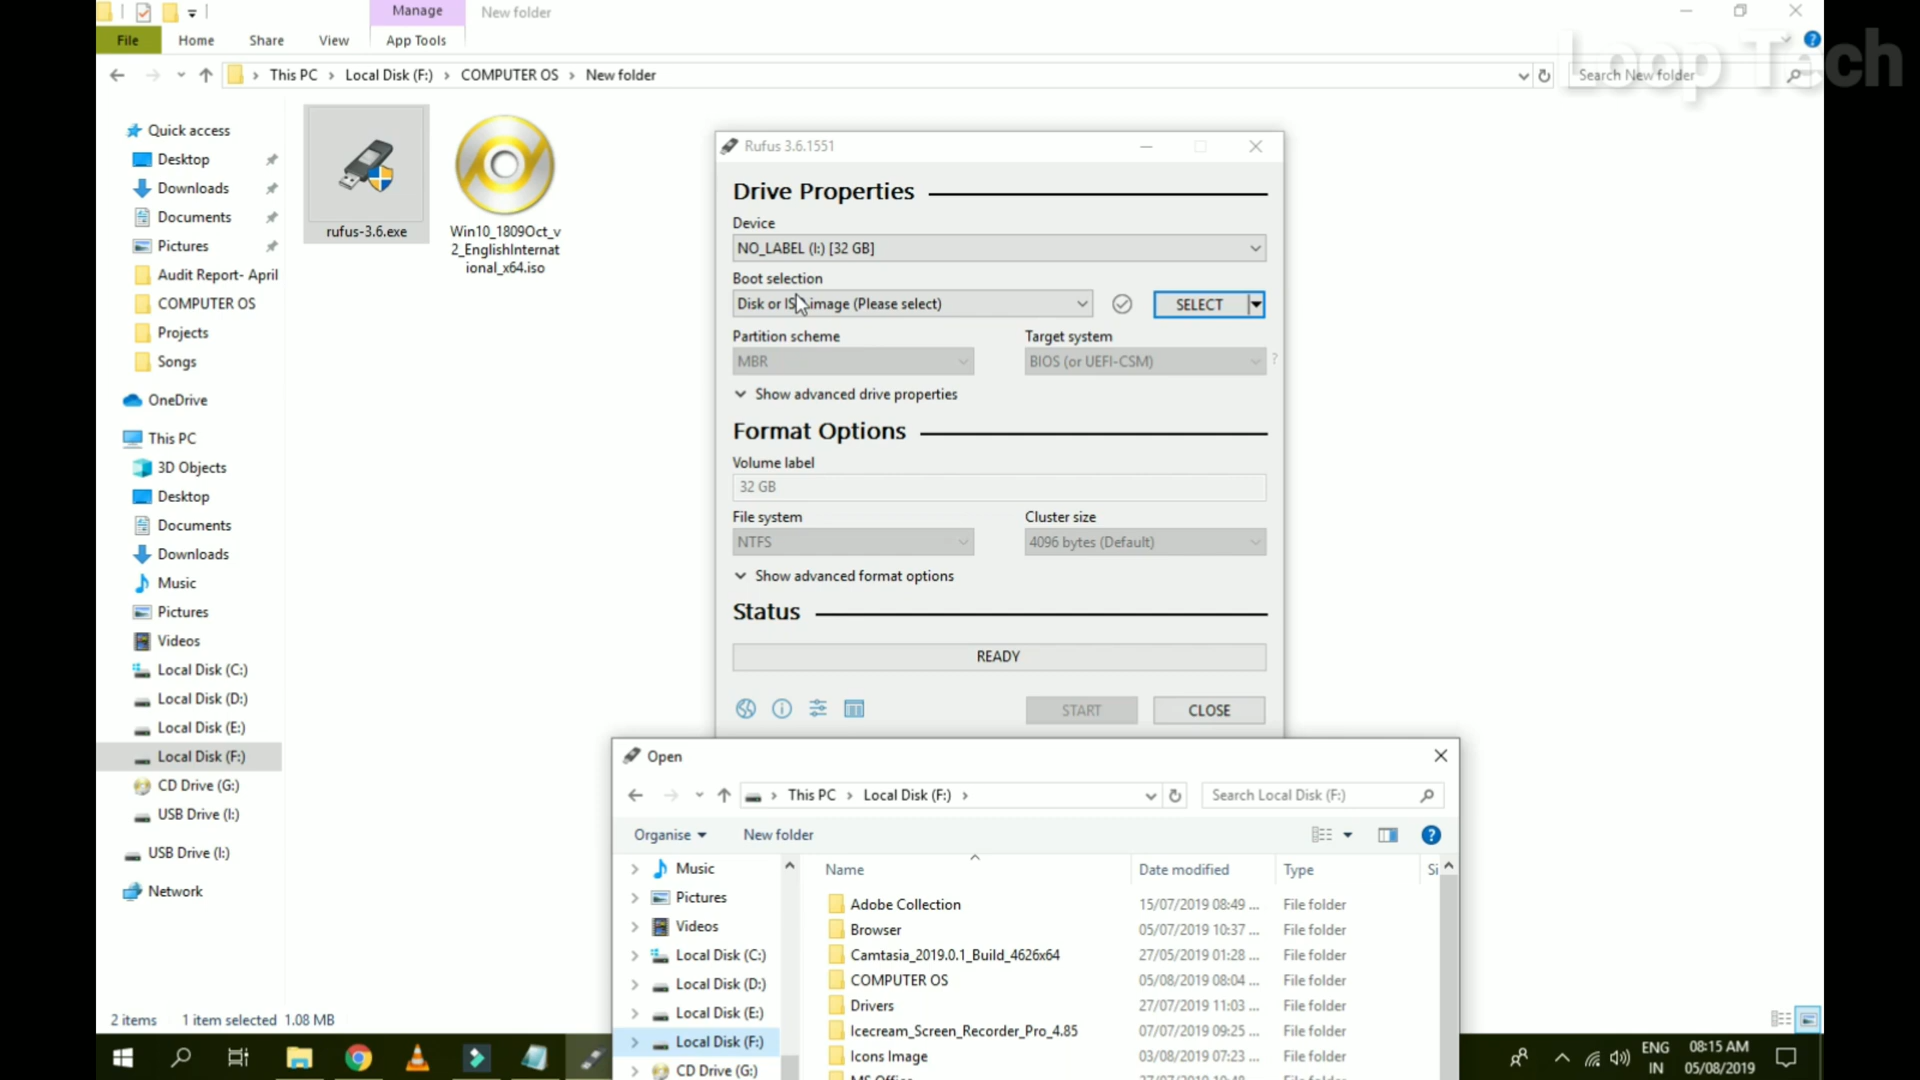 Manage
New folder
File
Home
Share
View
App Tools
Loop Tech
This PC
Local Disk (F:)
COMPUTER OS
New folder
Search New folder
Quick access
Desktop
Downloads
Documents
Pictures
Audit Report- April
COMPUTER OS
Projects
Songs
OneDrive
This PC
3D Objects
Desktop
Documents
Downloads
Music
Pictures
Videos
Local Disk (C:)
Local Disk (D:)
Local Disk (E:)
Local Disk (F:)
CD Drive (G:)
USB Drive (I:)
USB Drive (I:)
Network
rufus-3.6.exe
Win10_1809Oct_v
2_EnglishInternat
ional_x64.iso
Rufus 3.6.1551
Drive Properties
Device
NO_LABEL (I:) [32 GB]
Boot selection
Disk or ISO image (Please select)
SELECT
Partition scheme
Target system
MBR
BIOS (or UEFI-CSM)
?
Show advanced drive properties
Format Options
Volume label
32 GB
File system
Cluster size
NTFS
4096 bytes (Default)
Show advanced format options
Status
READY
START
CLOSE
Open
This PC
Local Disk (F:)
Search Local Disk (F:)
Organise
New folder
Music
Pictures
Videos
Local Disk (C:)
Local Disk (D:)
Local Disk (E:)
Local Disk (F:)
CD Drive (G:)
Name
Date modified
Type
Si
Adobe Collection
15/07/2019 08:49 ...
File folder
Browser
05/07/2019 10:37 ...
File folder
Camtasia_2019.0.1_Build_4626x64
27/05/2019 01:28 ...
File folder
COMPUTER OS
05/08/2019 08:04 ...
File folder
Drivers
27/07/2019 11:03 ...
File folder
Icecream_Screen_Recorder_Pro_4.85
07/07/2019 09:25 ...
File folder
Icons Image
03/08/2019 07:23 ...
File folder
2 items
1 item selected 1.08 MB
ENG
IN
08:15 AM
05/08/2019